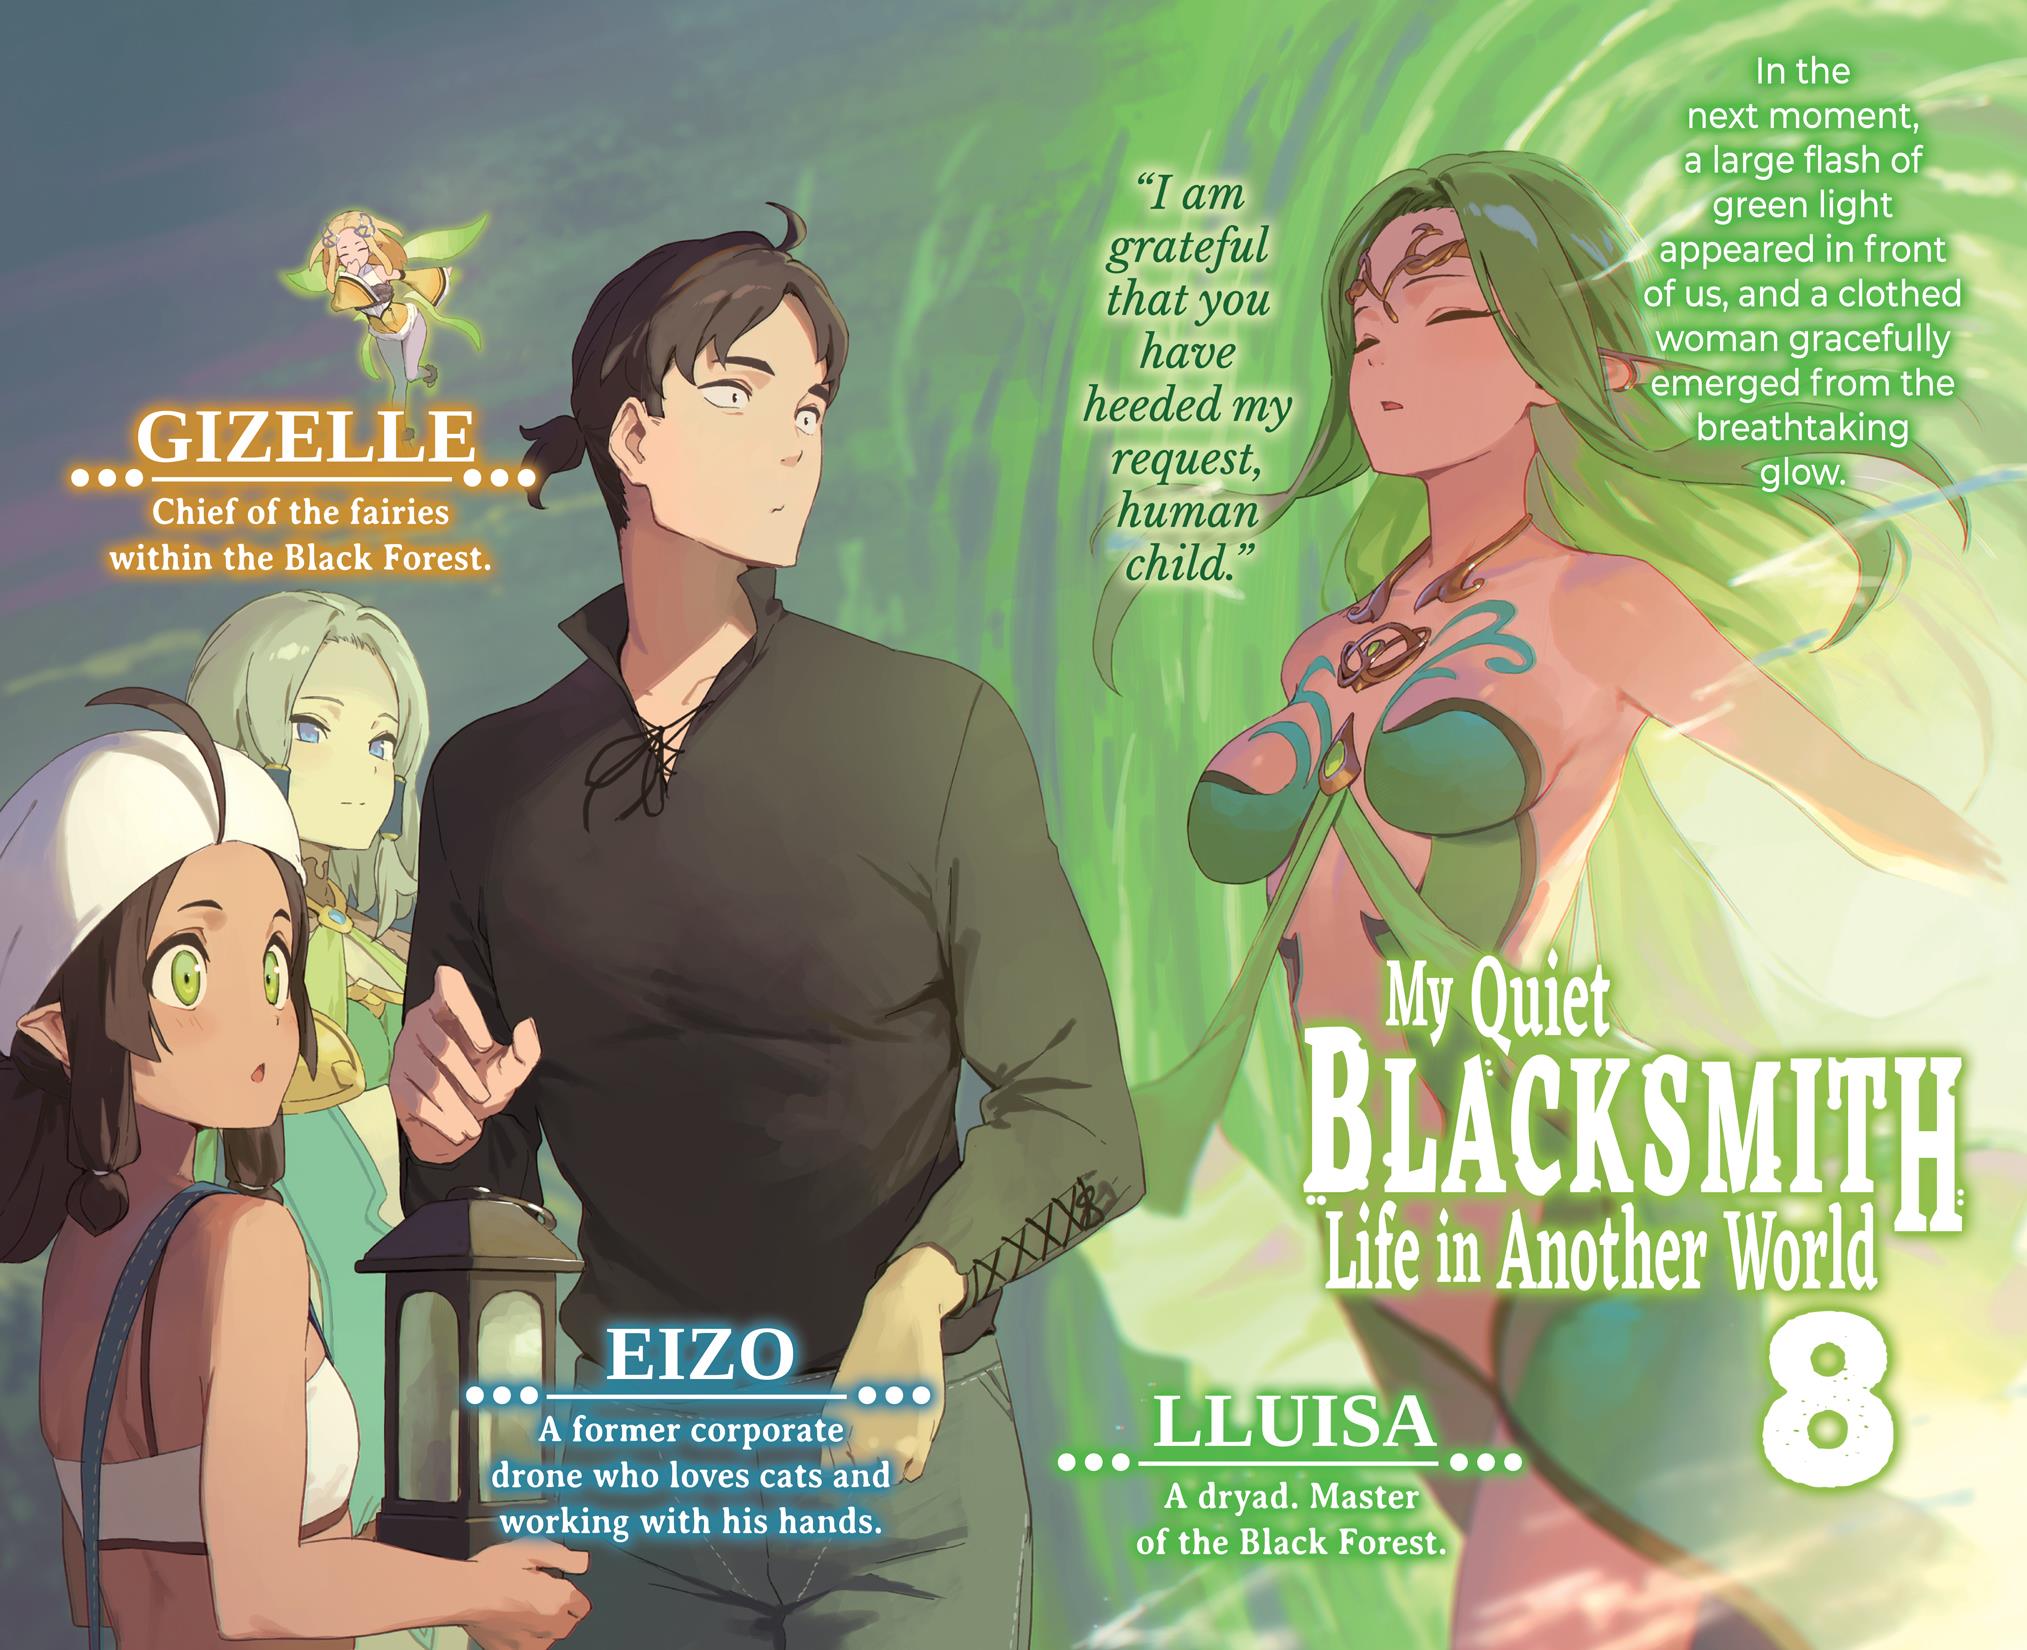 In the
next moment,
a large flash of
green light
appeared in front
of us, and a clothed
woman gracefully
emerged from the
breathtaking
glow.
“I am
grateful
that you
have
heeded my
request,
human
child.”
GIZELLE
Chief of the fairies
within the Black Forest.
My Quiet
BLACKSMITH
Life in Another World
8
EIZO
A former corporate
drone who loves cats and
working with his hands.
LLUISA
A dryad. Master
of the Black Forest.